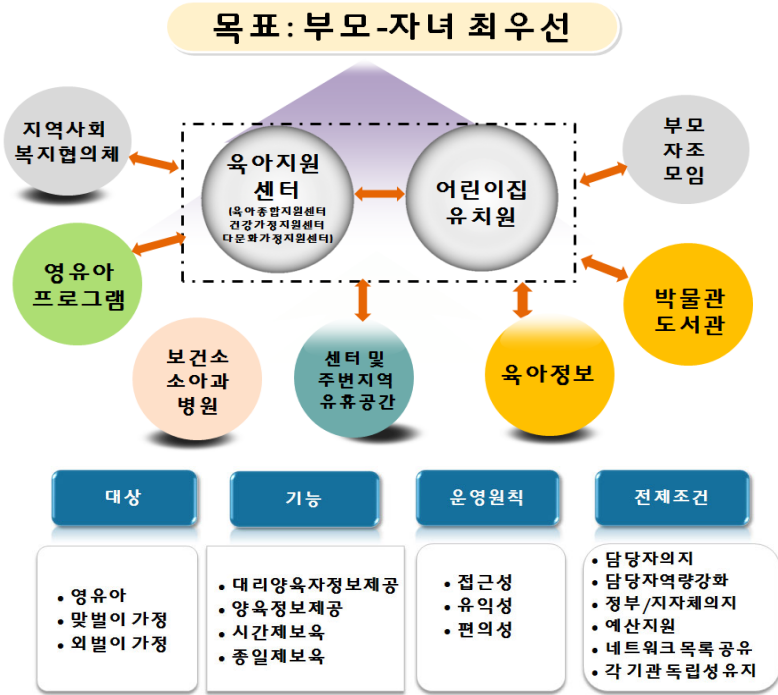 목표: 부모-자녀 최우선
지역사회
복지협의체
육아지원
센터
(육아종합지원센터
건강가정지원센터
다문화가정지원센터)
어린이집
유치원
부모
자조
모임
영유아
프로그램
박물관
도서관
보건소
소아과
병원
센터 및
주변지역
유휴공간
육아정보
대상
• 영유아
• 맞벌이 가정
• 외벌이 가정
기능
• 대리양육자정보제공
• 양육정보제공
• 시간제보육
• 종일제보육
운영원칙
• 접근성
• 유익성
• 편의성
전제조건
• 담당자의지
• 담당자역량강화
• 정부/지자체의지
• 예산지원
• 네트워크 목록 공유
• 각 기관 독립성 유지